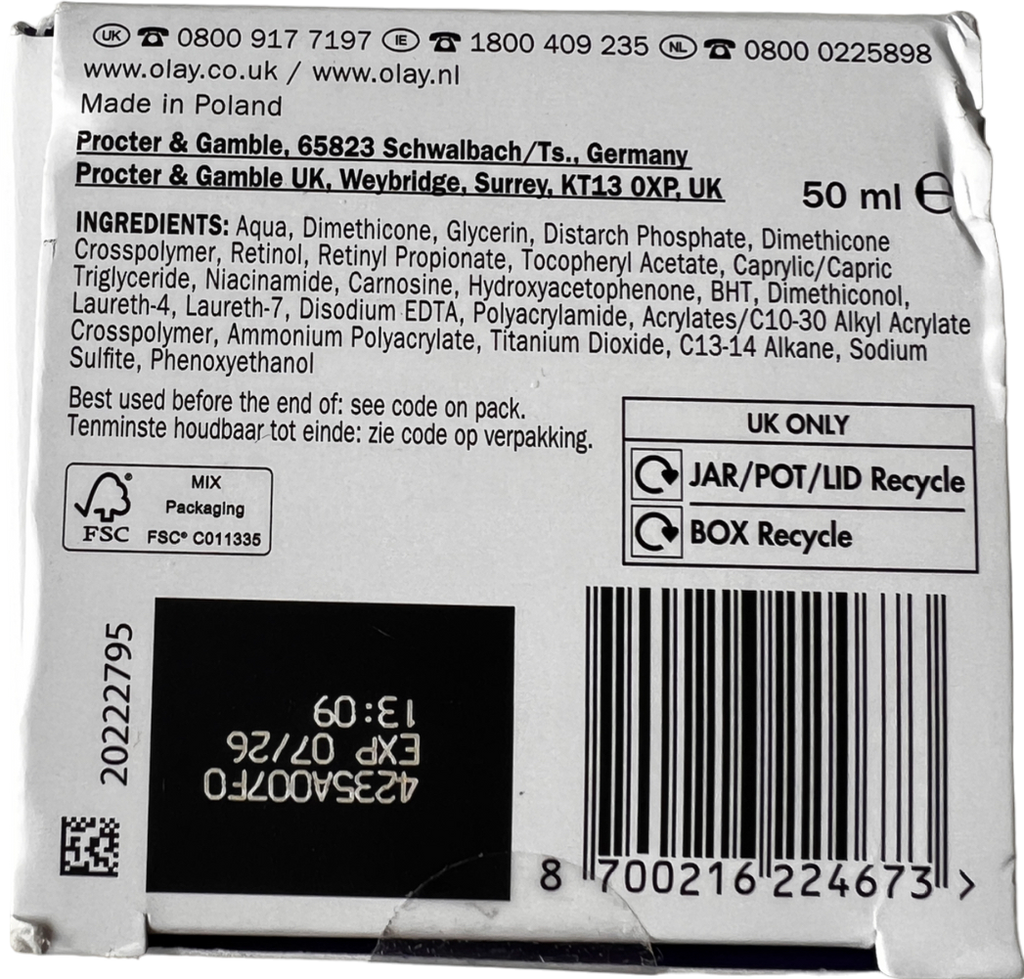 UK ☎ 0800 917 7197 IE ☎ 1800 409 235 NL ☎ 0800 0225898
www.olay.co.uk / www.olay.nl
Made in Poland
Procter & Gamble, 65823 Schwalbach/Ts., Germany
Procter & Gamble UK, Weybridge, Surrey, KT13 0XP, UK
50 ml ℮
INGREDIENTS: Aqua, Dimethicone, Glycerin, Distarch Phosphate, Dimethicone
Crosspolymer, Retinol, Retinyl Propionate, Tocopheryl Acetate, Caprylic/Capric
Triglyceride, Niacinamide, Carnosine, Hydroxyacetophenone, BHT, Dimethiconol,
Laureth-4, Laureth-7, Disodium EDTA, Polyacrylamide, Acrylates/C10-30 Alkyl Acrylate
Crosspolymer, Ammonium Polyacrylate, Titanium Dioxide, C13-14 Alkane, Sodium
Sulfite, Phenoxyethanol
Best used before the end of: see code on pack.
Tenminste houdbaar tot einde: zie code op verpakking.
UK ONLY
JAR/POT/LID Recycle
BOX Recycle
FSC®
MIX
Packaging
FSC® C011335
20222795
4235A007F0
EXP 07/26
13:09
8 700216 224673 >